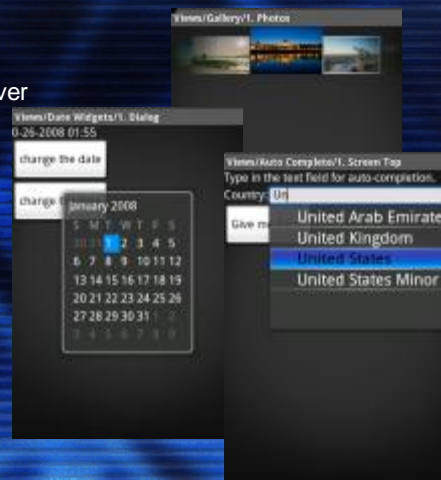 Views/Gallery/1. Photos
ver
Views/Date Widgets/1. Dialog
0-26-2008 01:55
change the date
change
January 2008
S M T W T F S
30 31 1 2 3 4 5
6 7 8 9 10 11 12
13 14 15 16 17 18 19
20 21 22 23 24 25 26
27 28 29 30 31 1 2
3 4 5 6 7 8 9
Views/Auto Complete/1. Screen Top
Type in the text field for auto-completion.
Country: Un
Give m
United Arab Emirate
United Kingdom
United States
United States Minor